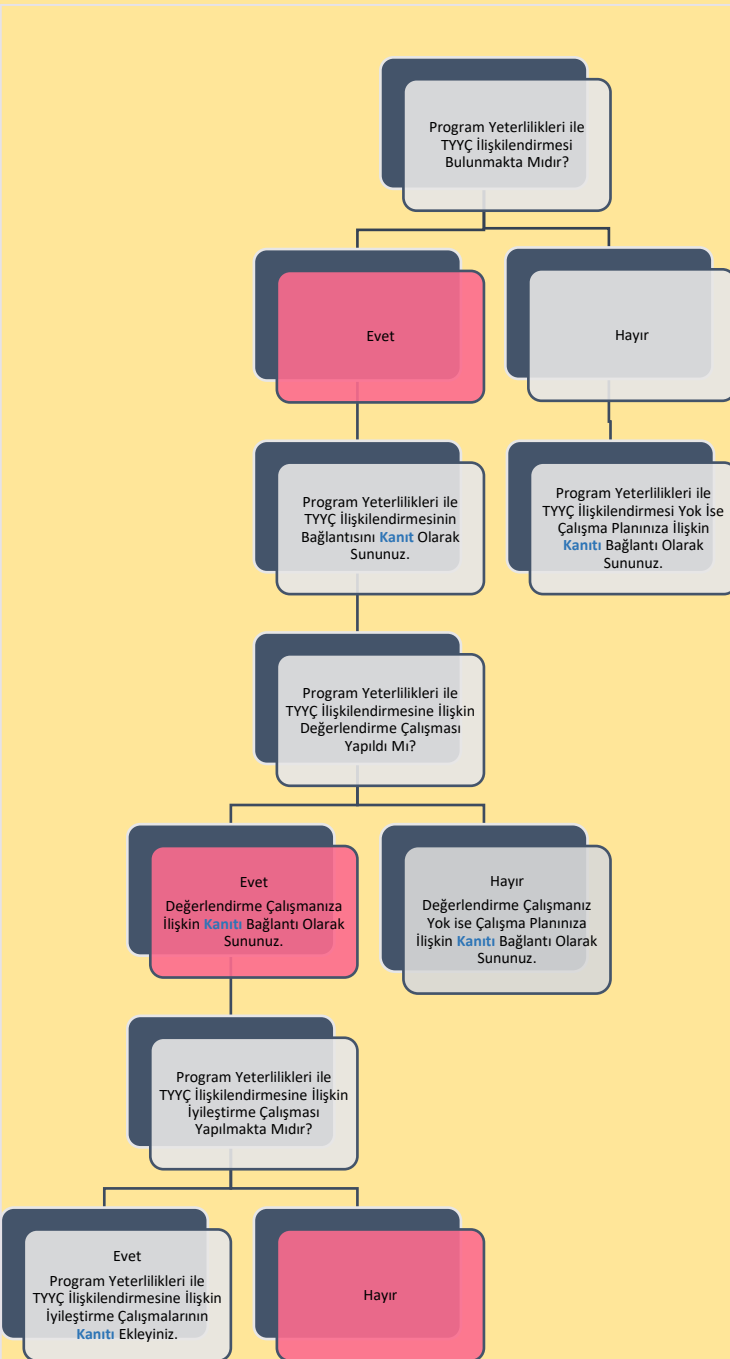 Program Yeterlilikleri ile
TYYÇ İlişkilendirmesi
Bulunmakta Mıdır?
Evet
Hayır
Program Yeterlilikleri ile
TYYÇ İlişkilendirmesinin
Bağlantısını Kanıt Olarak
Sununuz.
Program Yeterlilikleri ile
TYYÇ İlişkilendirmesi Yok Ise
Çalışma Planınıza İlişkin
Kanıtı Bağlantı Olarak
Sununuz.
Program Yeterlilikleri ile
TYYÇ İlişkilendirmesine İlişkin
Değerlendirme Çalışması
Yapıldı Mı?
Evet
Değerlendirme Çalışmanıza
İlişkin Kanıtı Bağlantı Olarak
Sununuz.
Hayır
Değerlendirme Çalışmanız
Yok ise Çalışma Planınıza
İlişkin Kanıtı Bağlantı Olarak
Sununuz.
Program Yeterlilikleri ile
TYYÇ İlişkilendirmesine İlişkin
İyileştirme Çalışması
Yapılmakta Mıdır?
Evet
Program Yeterlilikleri ile
TYYÇ İlişkilendirmesine İlişkin
İyileştirme Çalışmalarının
Kanıtı Ekleyiniz.
Hayır